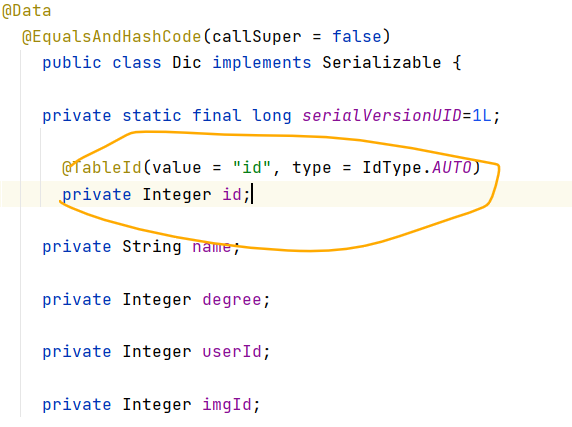 @Data
@EqualsAndHashCode(callSuper = false)
public class Dic implements Serializable {
private static final long serialVersionUID=1L;
@TableId(value = "id", type = IdType.AUTO)
private Integer id;
private String name;
private Integer degree;
private Integer userId;
private Integer imgId;